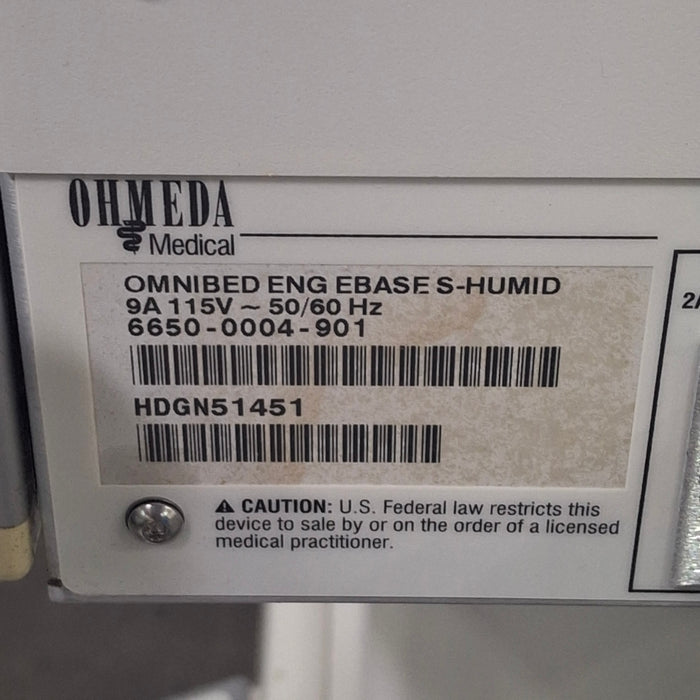 OHMEDA
Medical
OMNIBED ENG EBASE S-HUMID
9A 115V ~ 50/60 Hz
6650-0004-901
HDGN51451
⚠ CAUTION: U.S. Federal law restricts this
device to sale by or on the order of a licensed
medical practitioner.